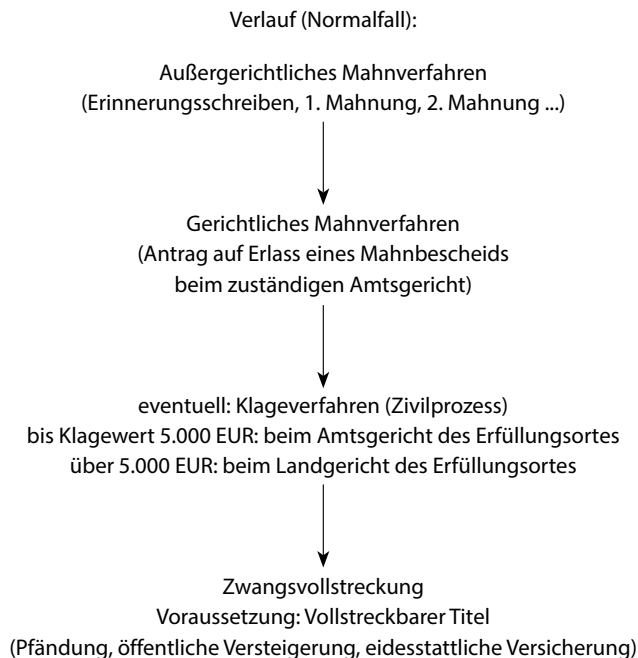 Verlauf (Normalfall):
Außergerichtliches Mahnverfahren
(Erinnerungsschreiben, 1. Mahnung, 2. Mahnung ...)
Gerichtliches Mahnverfahren
(Antrag auf Erlass eines Mahnbescheids
beim zuständigen Amtsgericht)
eventuell: Klageverfahren (Zivilprozess)
bis Klagewert 5.000 EUR: beim Amtsgericht des Erfüllungsortes
über 5.000 EUR: beim Landgericht des Erfüllungsortes
Zwangsvollstreckung
Voraussetzung: Vollstreckbarer Titel
(Pfändung, öffentliche Versteigerung, eidesstattliche Versicherung)